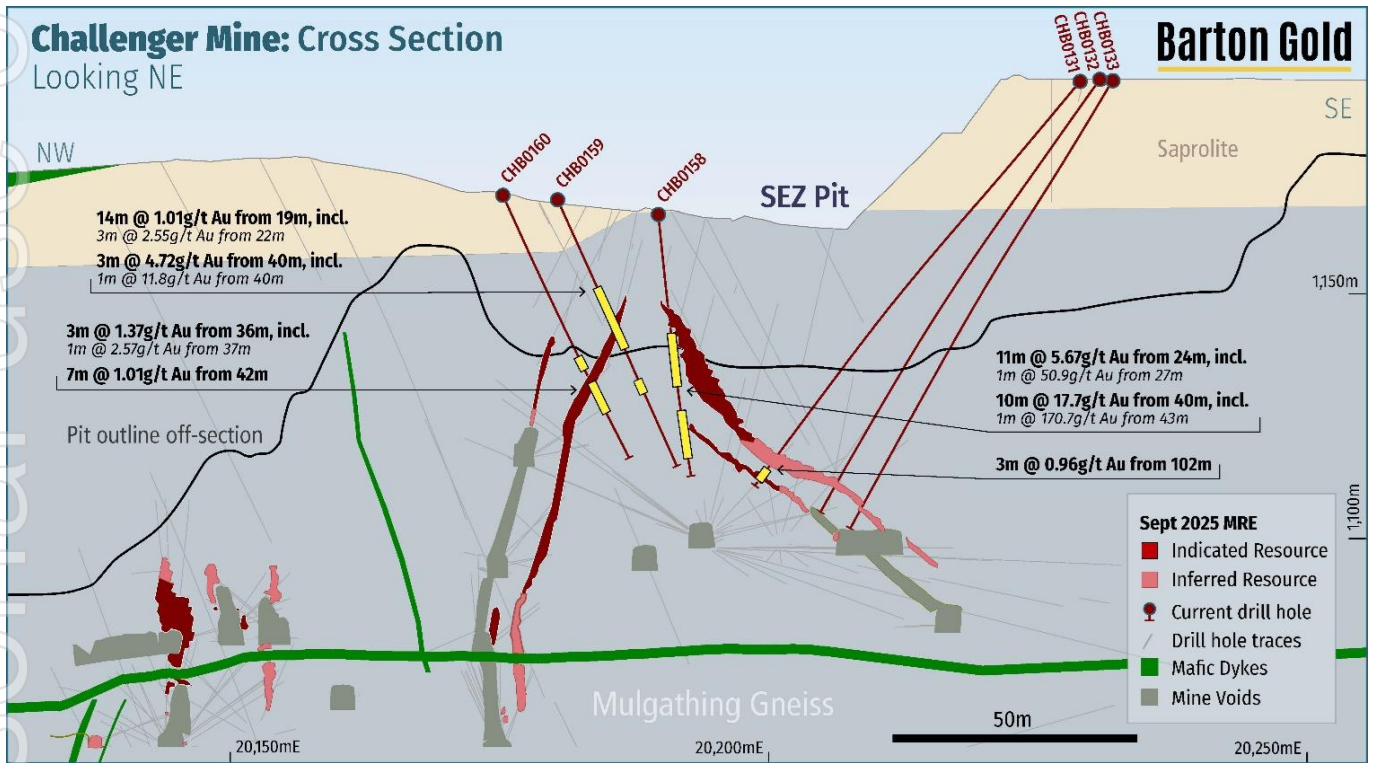 Challenger Mine: Cross Section
Looking NE
Barton Gold
CHB0131
CHB0132
CHB0133
NW
SE
CHB0160
CHB0159
CHB0158
SEZ Pit
Saprolite
14m @ 1.01g/t Au from 19m, incl.
3m @ 2.55g/t Au from 22m
3m @ 4.72g/t Au from 40m, incl.
1m @ 11.8g/t Au from 40m
1,150m
3m @ 1.37g/t Au from 36m, incl.
1m @ 2.57g/t Au from 37m
7m @ 1.01g/t Au from 42m
11m @ 5.67g/t Au from 24m, incl.
1m @ 50.9g/t Au from 27m
10m @ 17.7g/t Au from 40m, incl.
1m @ 170.7g/t Au from 43m
Pit outline off-section
3m @ 0.96g/t Au from 102m
1,100m
Sept 2025 MRE
Indicated Resource
Inferred Resource
Current drill hole
Drill hole traces
Mafic Dykes
Mine Voids
Mulgathing Gneiss
50m
20,150mE
20,200mE
20,250mE